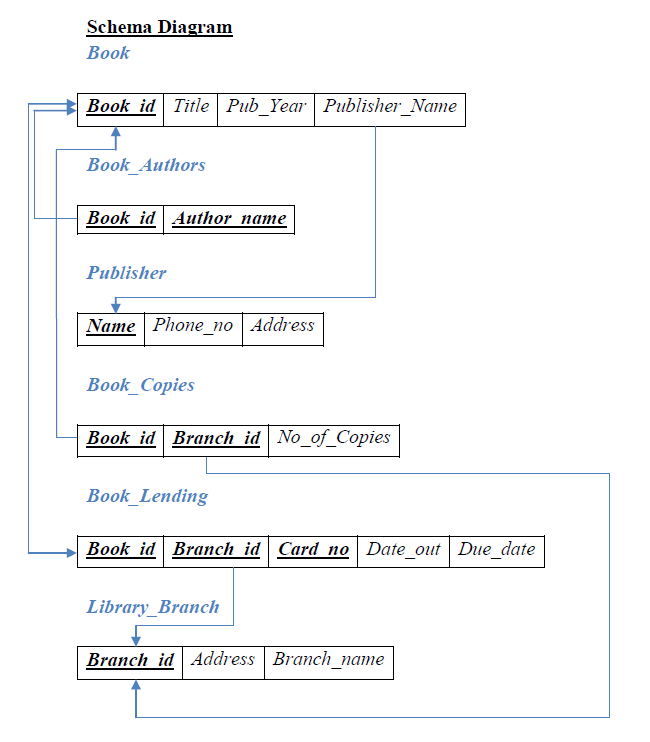 Schema Diagram
Book
Book_id Title Pub_Year Publisher_Name
Book_Authors
Book_id Author_name
Publisher
Name Phone_no Address
Book_Copies
Book_id Branch_id No_of_Copies
Book_Lending
Book_id Branch_id Card_no Date_out Due_date
Library_Branch
Branch_id Address Branch_name